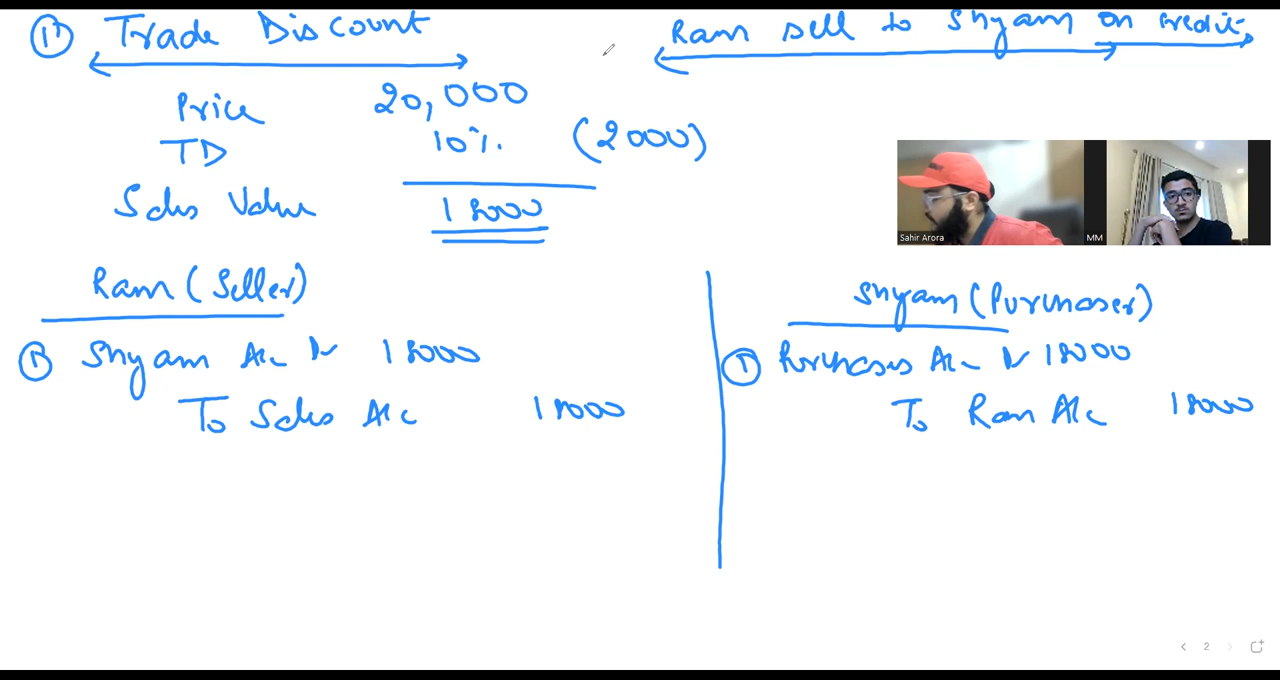 ① Trade Discount
Ram sell to Shyam on credit
Price 20,000
TD 10% (2000)
Sales Value 18000
Sahir Arora
MM
Ram (Seller)
① Shyam A/c Dr 18000
To Sales A/c 18000
Shyam (Purchaser)
① Purchases A/c Dr 18000
To Ram A/c 18000
2